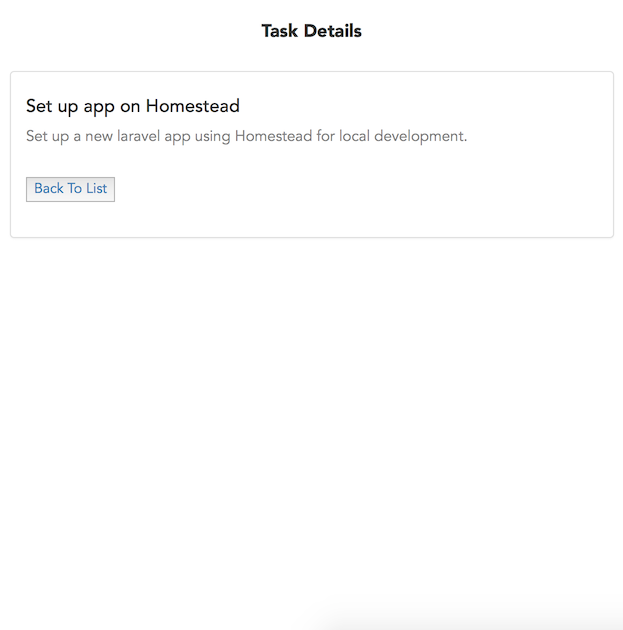 Task Details
Set up app on Homestead
Set up a new laravel app using Homestead for local development.
Back To List